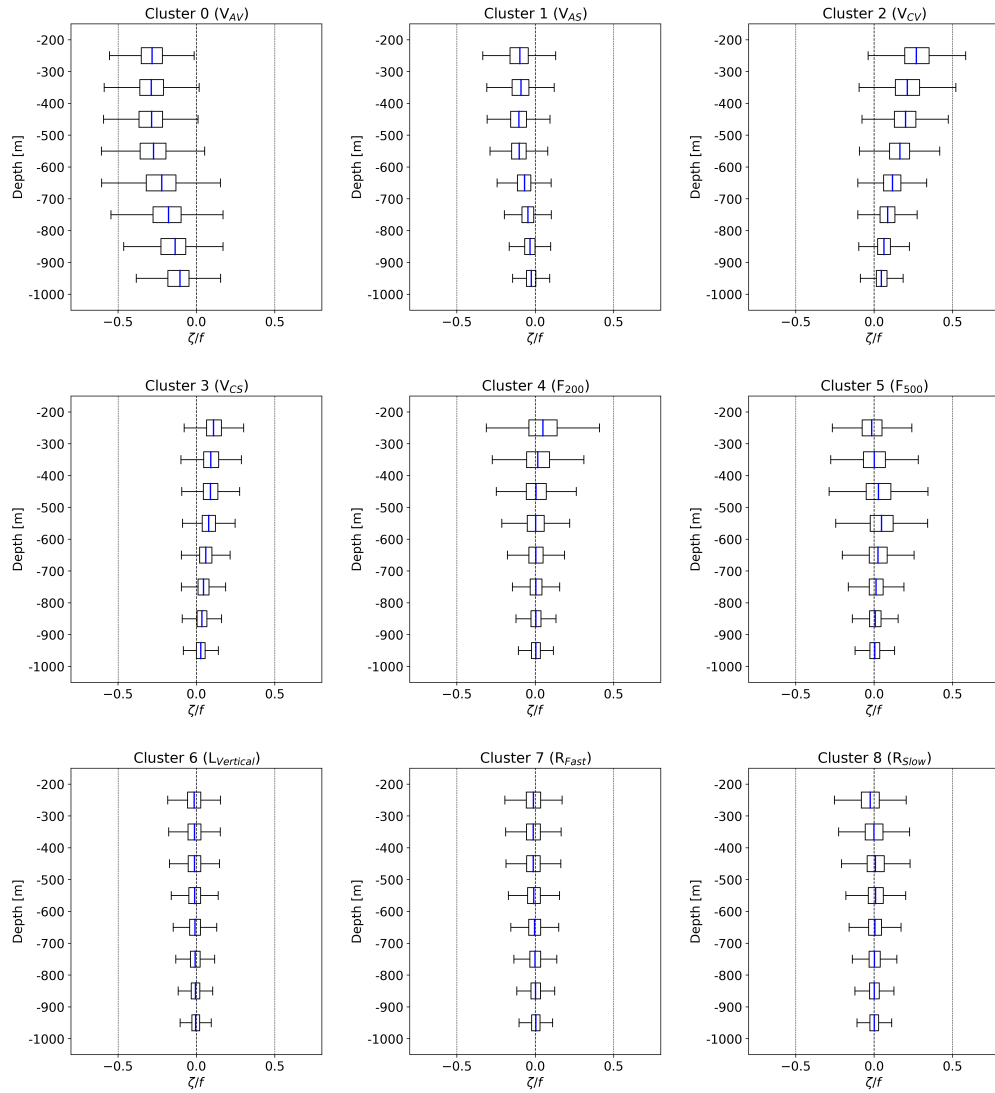 Cluster 0 (V_AV)
Depth [m]
-200
-300
-400
-500
-600
-700
-800
-900
-1000
−0.5 0.0 0.5
ζ/f
Cluster 1 (V_AS)
Depth [m]
-200
-300
-400
-500
-600
-700
-800
-900
-1000
−0.5 0.0 0.5
ζ/f
Cluster 2 (V_CV)
Depth [m]
-200
-300
-400
-500
-600
-700
-800
-900
-1000
−0.5 0.0 0.5
ζ/f
Cluster 3 (V_CS)
Depth [m]
-200
-300
-400
-500
-600
-700
-800
-900
-1000
−0.5 0.0 0.5
ζ/f
Cluster 4 (F_200)
Depth [m]
-200
-300
-400
-500
-600
-700
-800
-900
-1000
−0.5 0.0 0.5
ζ/f
Cluster 5 (F_500)
Depth [m]
-200
-300
-400
-500
-600
-700
-800
-900
-1000
−0.5 0.0 0.5
ζ/f
Cluster 6 (L_Vertical)
Depth [m]
-200
-300
-400
-500
-600
-700
-800
-900
-1000
−0.5 0.0 0.5
ζ/f
Cluster 7 (R_Fast)
Depth [m]
-200
-300
-400
-500
-600
-700
-800
-900
-1000
−0.5 0.0 0.5
ζ/f
Cluster 8 (R_Slow)
Depth [m]
-200
-300
-400
-500
-600
-700
-800
-900
-1000
−0.5 0.0 0.5
ζ/f